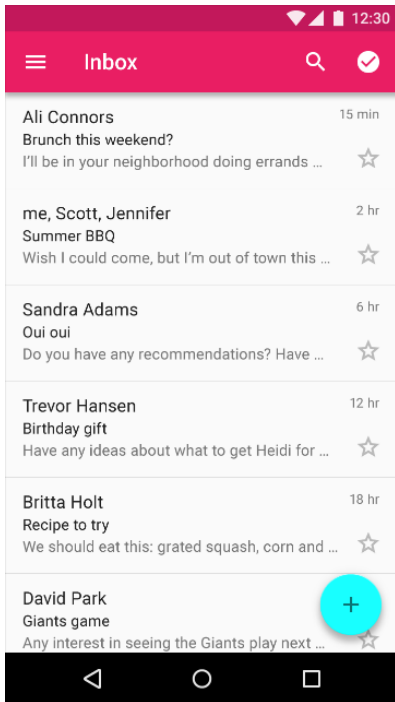 12:30
Inbox
Ali Connors 15 min
Brunch this weekend?
I'll be in your neighborhood doing errands ...
me, Scott, Jennifer 2 hr
Summer BBQ
Wish I could come, but I'm out of town this ...
Sandra Adams 6 hr
Oui oui
Do you have any recommendations? Have ...
Trevor Hansen 12 hr
Birthday gift
Have any ideas about what to get Heidi for ...
Britta Holt 18 hr
Recipe to try
We should eat this: grated squash, corn and ...
David Park
Giants game
Any interest in seeing the Giants play next ...